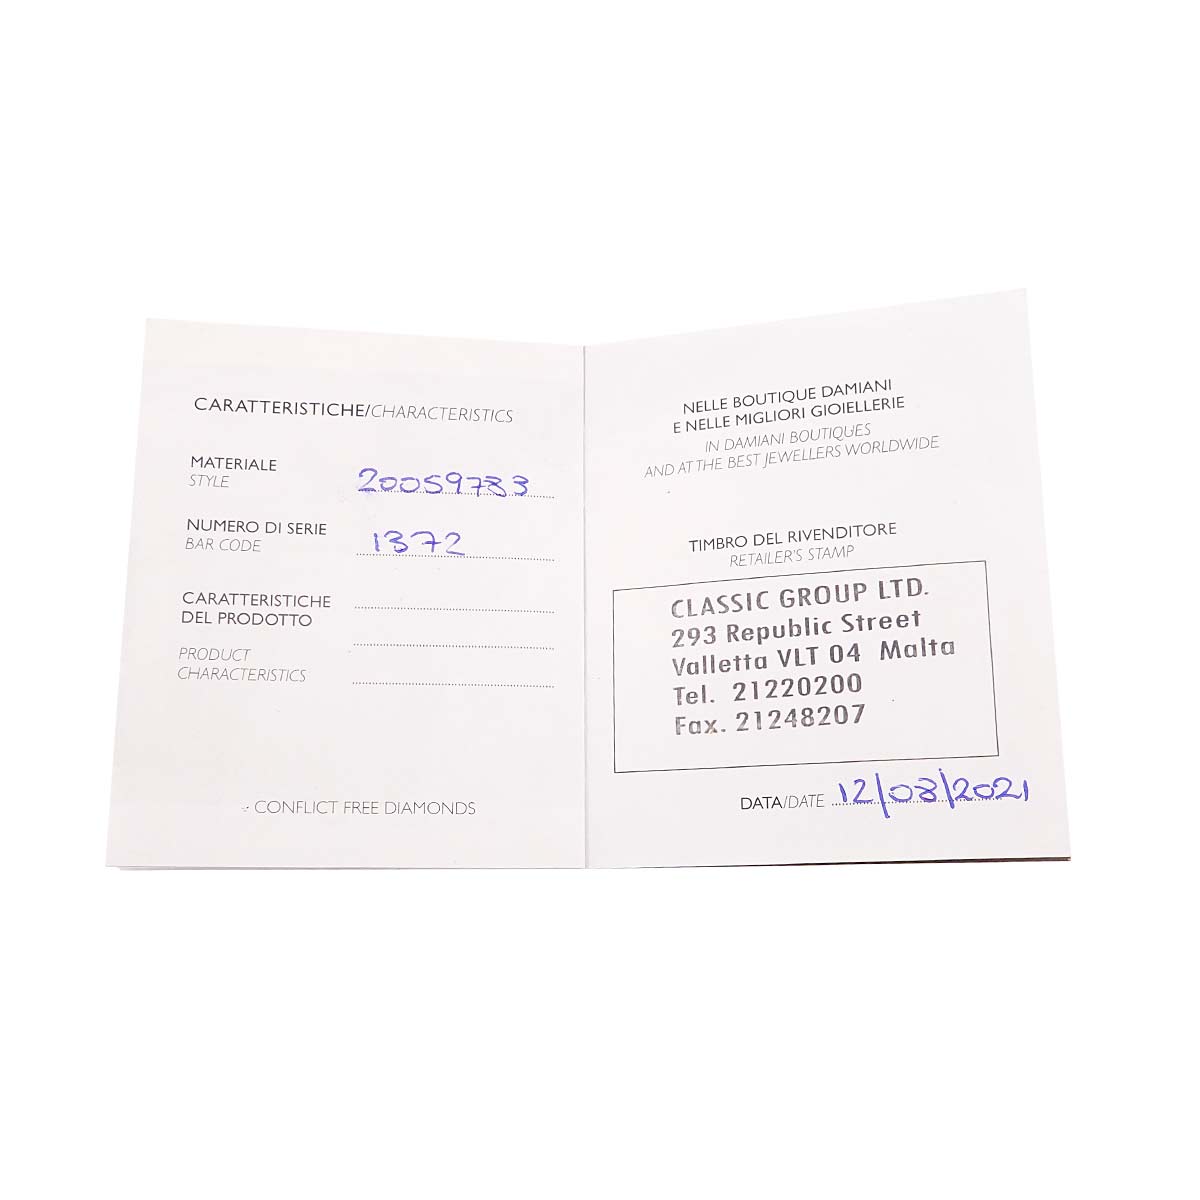 CARATTERISTICHE/CHARACTERISTICS
MATERIALE
STYLE
20059783
NUMERO DI SERIE
BAR CODE
1372
CARATTERISTICHE
DEL PRODOTTO
PRODUCT
CHARACTERISTICS
CONFLICT FREE DIAMONDS
NELLE BOUTIQUE DAMIANI
E NELLE MIGLIORI GIOIELLERIE
IN DAMIANI BOUTIQUES
AND AT THE BEST JEWELLERS WORLDWIDE
TIMBRO DEL RIVENDITORE
RETAILER'S STAMP
CLASSIC GROUP LTD.
293 Republic Street
Valletta VLT 04 Malta
Tel. 21220200
Fax. 21248207
DATA/DATE 12/08/2021